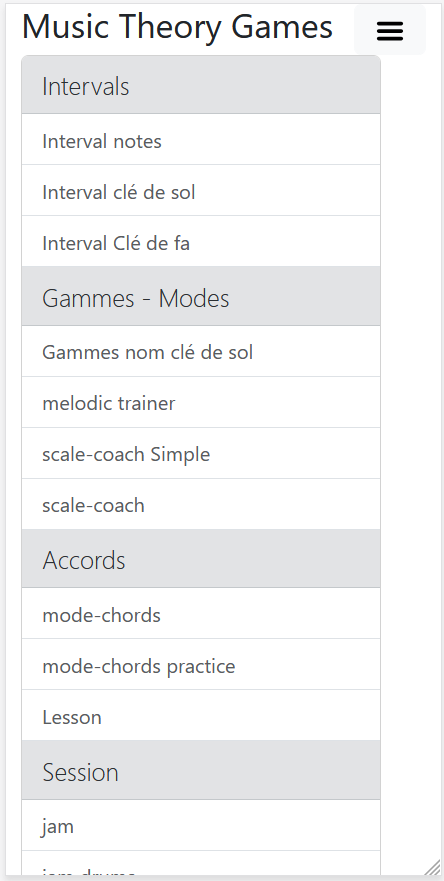 Music Theory Games
Intervals
Interval notes
Interval clé de sol
Interval Clé de fa
Gammes - Modes
Gammes nom clé de sol
melodic trainer
scale-coach Simple
scale-coach
Accords
mode-chords
mode-chords practice
Lesson
Session
jam